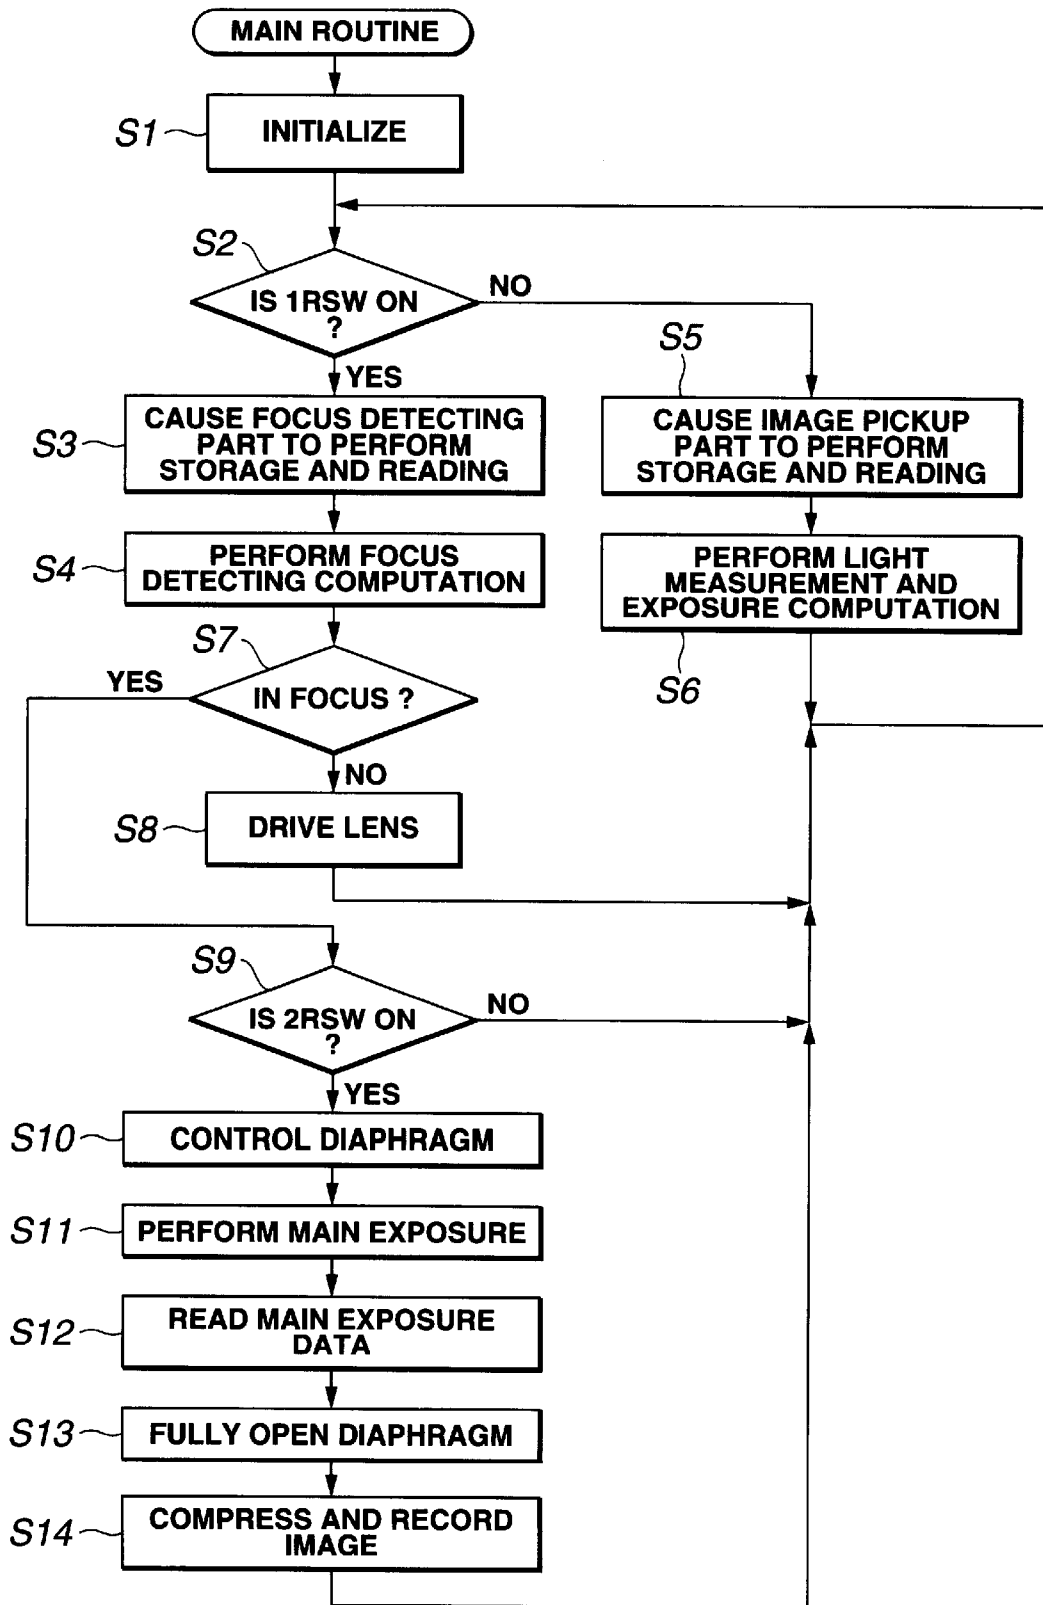 MAIN ROUTINE
S1
INITIALIZE
S2
IS 1RSW ON
?
NO
YES
S3
CAUSE FOCUS DETECTING
PART TO PERFORM
STORAGE AND READING
S5
CAUSE IMAGE PICKUP
PART TO PERFORM
STORAGE AND READING
S4
PERFORM FOCUS
DETECTING COMPUTATION
PERFORM LIGHT
MEASUREMENT AND
EXPOSURE COMPUTATION
S6
S7
YES
IN FOCUS ?
NO
S8
DRIVE LENS
S9
IS 2RSW ON
?
NO
YES
S10
CONTROL DIAPHRAGM
S11
PERFORM MAIN EXPOSURE
S12
READ MAIN EXPOSURE
DATA
S13
FULLY OPEN DIAPHRAGM
S14
COMPRESS AND RECORD
IMAGE